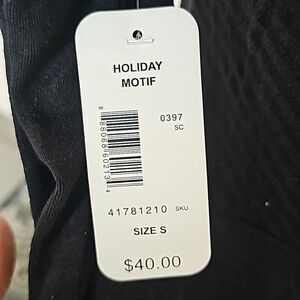 HOLIDAY
MOTIF
0397
SC
41781210 SKU
SIZE S
$40.00